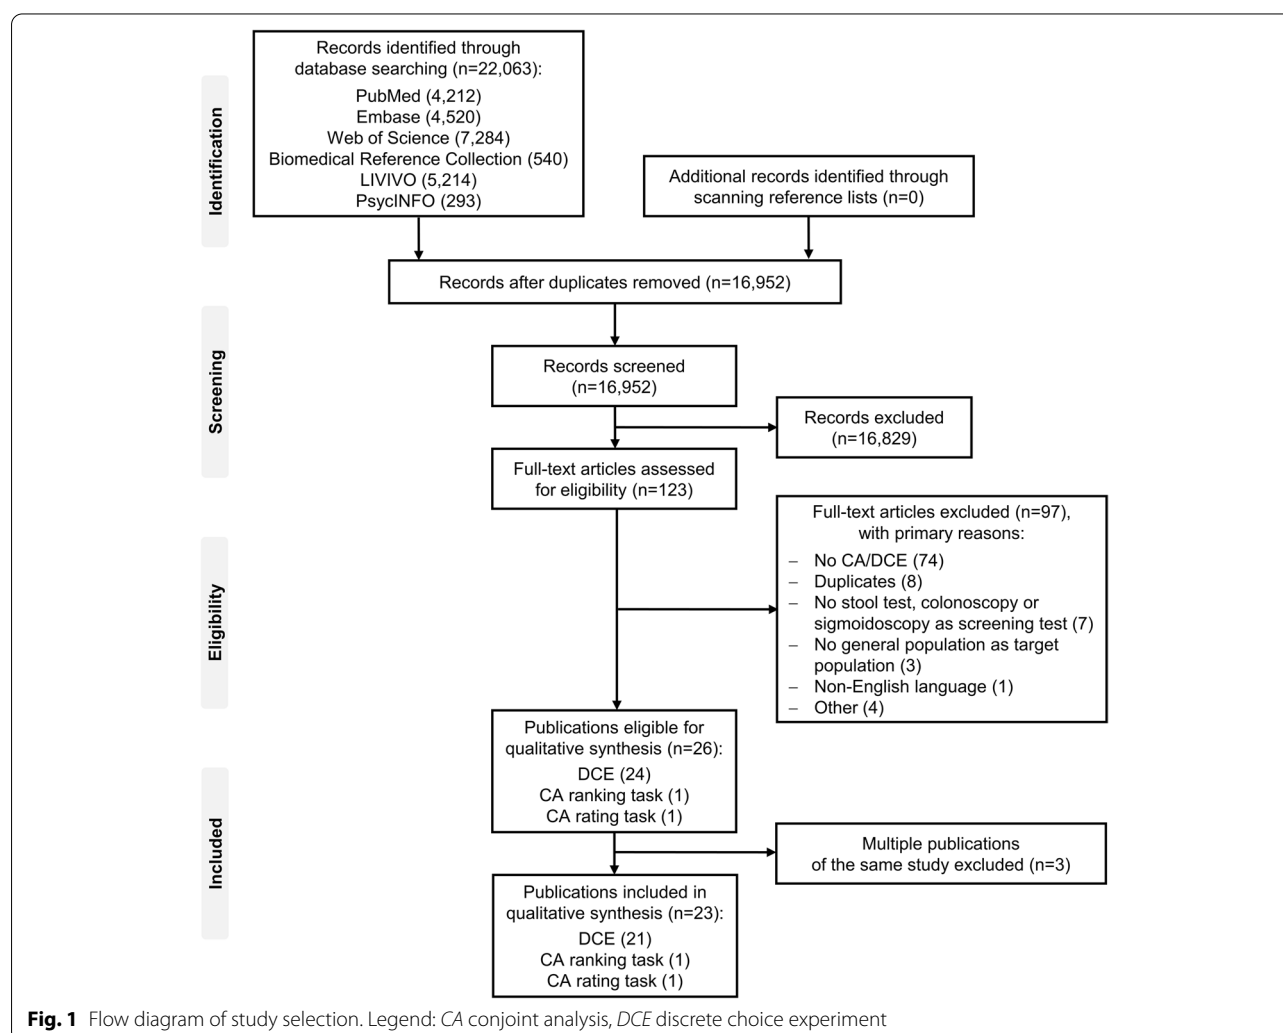 Identification
Records identified through
database searching (n=22,063):
PubMed (4,212)
Embase (4,520)
Web of Science (7,284)
Biomedical Reference Collection (540)
LIVIVO (5,214)
PsycINFO (293)
Additional records identified through
scanning reference lists (n=0)
Records after duplicates removed (n=16,952)
Screening
Records screened
(n=16,952)
Records excluded
(n=16,829)
Full-text articles assessed
for eligibility (n=123)
Eligibility
Full-text articles excluded (n=97),
with primary reasons:
– No CA/DCE (74)
– Duplicates (8)
– No stool test, colonoscopy or
sigmoidoscopy as screening test (7)
– No general population as target
population (3)
– Non-English language (1)
– Other (4)
Included
Publications eligible for
qualitative synthesis (n=26):
DCE (24)
CA ranking task (1)
CA rating task (1)
Multiple publications
of the same study excluded (n=3)
Publications included in
qualitative synthesis (n=23):
DCE (21)
CA ranking task (1)
CA rating task (1)
Fig. 1 Flow diagram of study selection. Legend: CA conjoint analysis, DCE discrete choice experiment